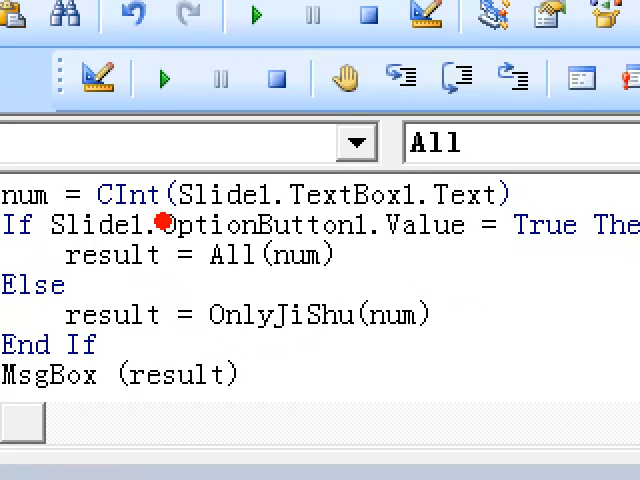 All
num = CInt(Slide1.TextBox1.Text)
If Slide1.OptionButton1.Value = True The
result = All(num)
Else
result = OnlyJiShu(num)
End If
MsgBox (result)